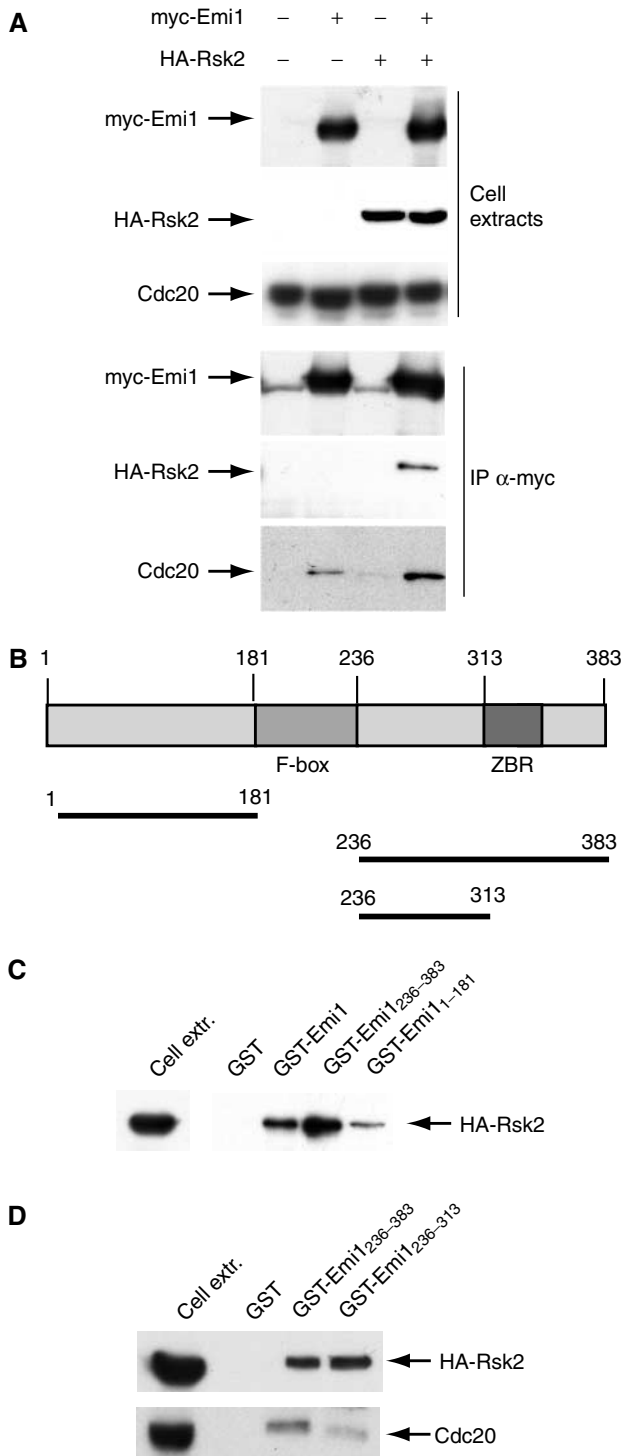 A
myc-Emi1 – + – +
HA-Rsk2 – – + +
myc-Emi1
HA-Rsk2
Cdc20
Cell
extracts
myc-Emi1
HA-Rsk2
Cdc20
IP α-myc
B
1 181 236 313 383
F-box ZBR
1 181
236 383
236 313
C
Cell extr. GST GST-Emi1 GST-Emi1₂₃₆₋₃₈₃ GST-Emi1₁₋₁₈₁
HA-Rsk2
D
Cell extr. GST GST-Emi1₂₃₆₋₃₈₃ GST-Emi1₂₃₆₋₃₁₃
HA-Rsk2
Cdc20